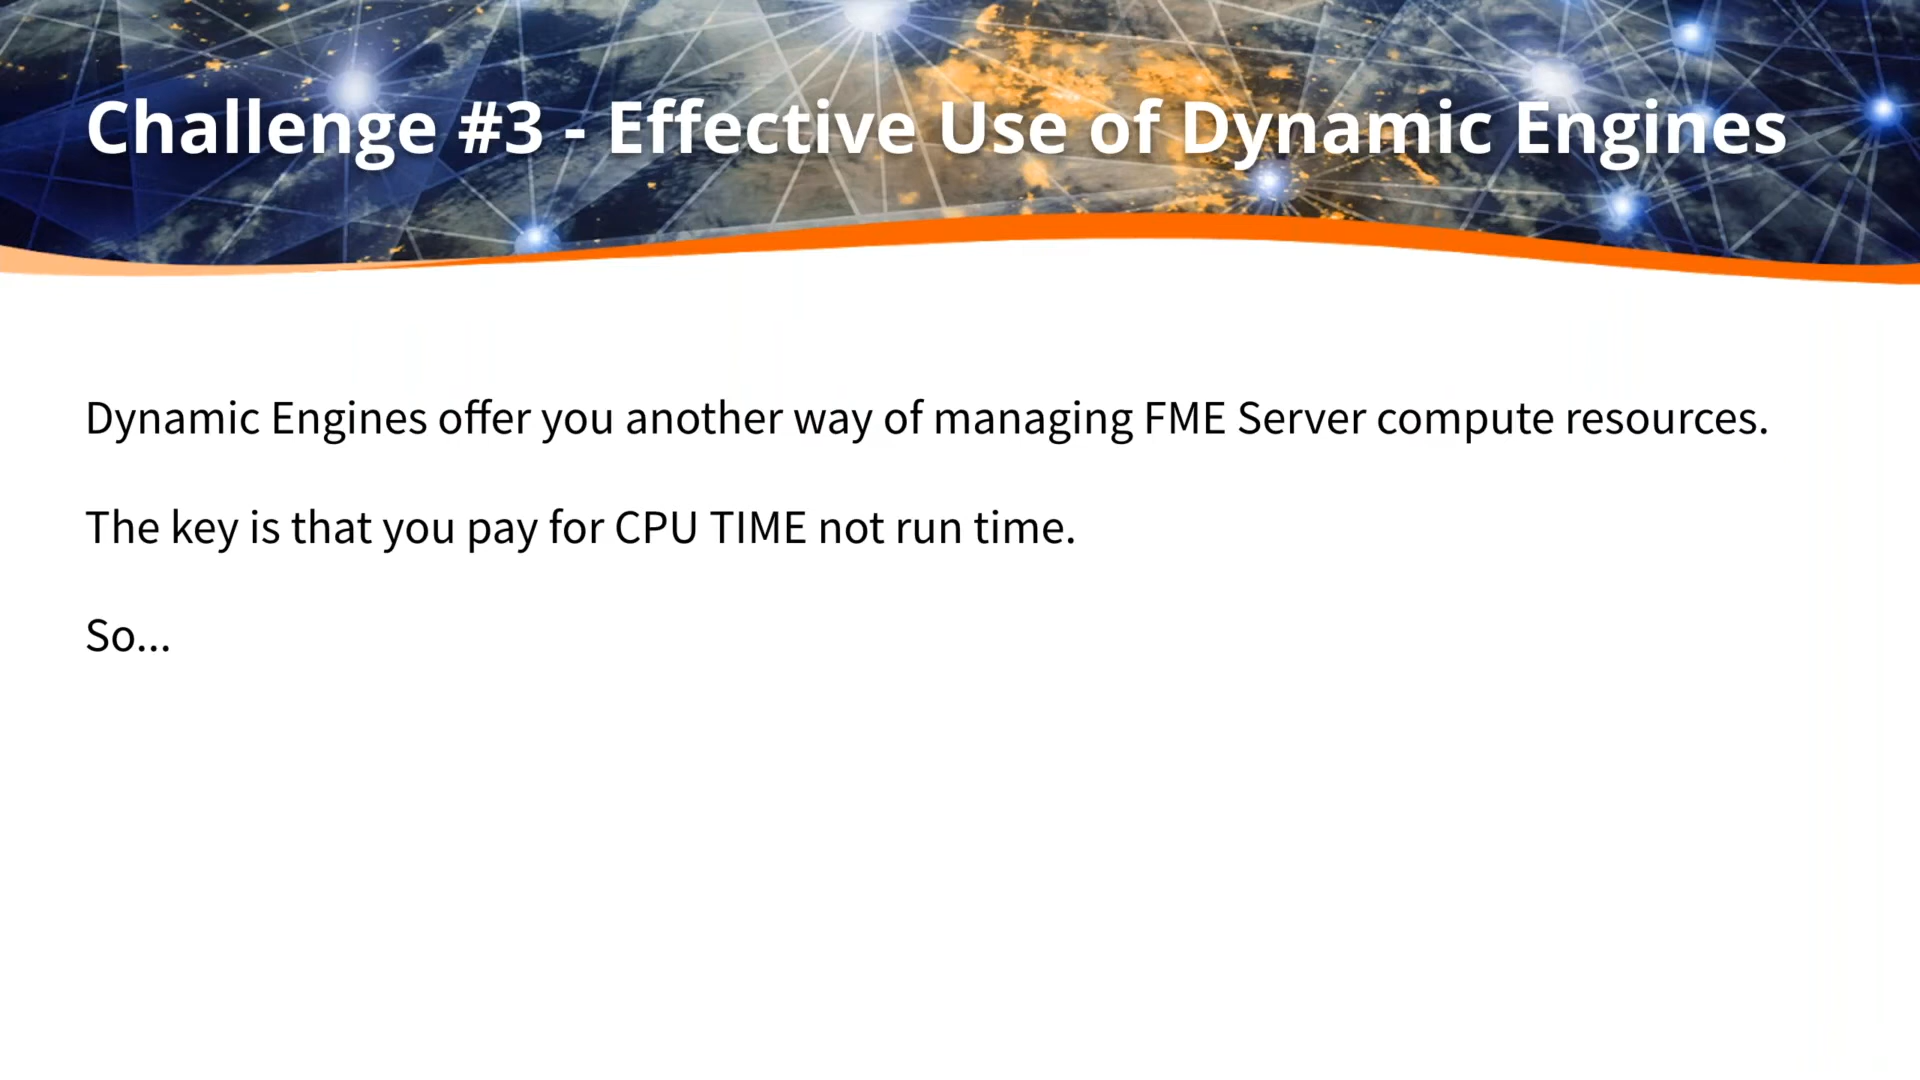 Challenge #3 - Effective Use of Dynamic Engines
Dynamic Engines offer you another way of managing FME Server compute resources.
The key is that you pay for CPU TIME not run time.
So...